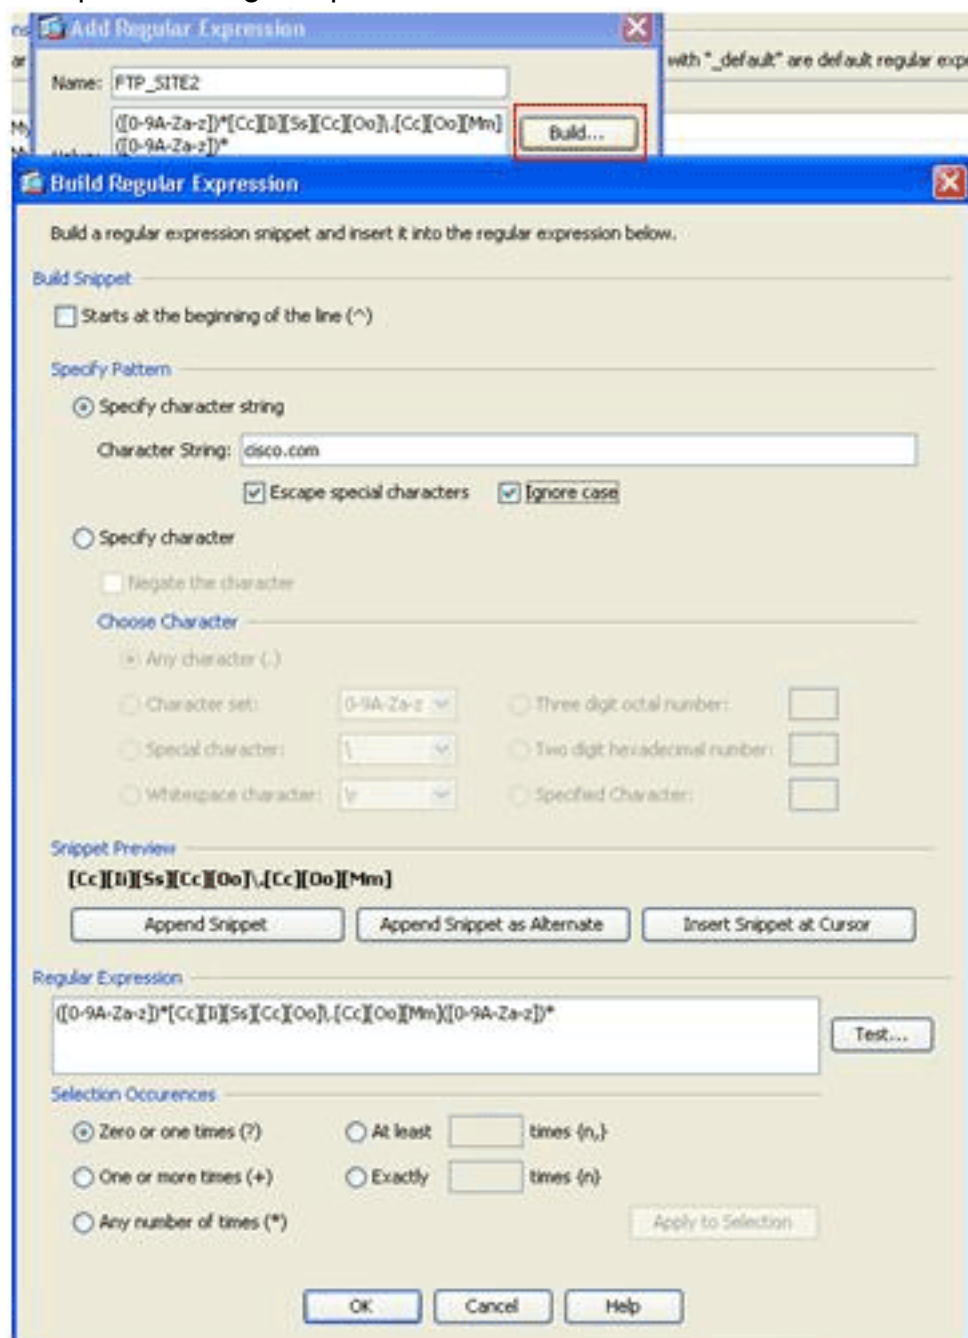 Add Regular Expression
with "_default" are default regular exp
Name: FTP_SITE2
([0-9A-Za-z])*[Cc][Ii][Ss][Cc][Oo]\.[Cc][Oo][Mm]
([0-9A-Za-z])*
Build...
Build Regular Expression
Build a regular expression snippet and insert it into the regular expression below.
Build Snippet
Starts at the beginning of the line (^)
Specify Pattern
Specify character string
Character String: cisco.com
Escape special characters Ignore case
Specify character
Negate the character
Choose Character
Any character (.)
Character set: 0-9A-Za-z Three digit octal number:
Special character: \ Two digit hexadecimal number:
Whitespace character: \r Specified Character:
Snippet Preview
[Cc][Ii][Ss][Cc][Oo]\.[Cc][Oo][Mm]
Append Snippet Append Snippet as Alternate Insert Snippet at Cursor
Regular Expression
([0-9A-Za-z])*[Cc][Ii][Ss][Cc][Oo]\.[Cc][Oo][Mm]([0-9A-Za-z])*
Test...
Selection Occurences
Zero or one times (?) At least times {n,}
One or more times (+) Exactly times {n}
Any number of times (*) Apply to Selection
OK Cancel Help